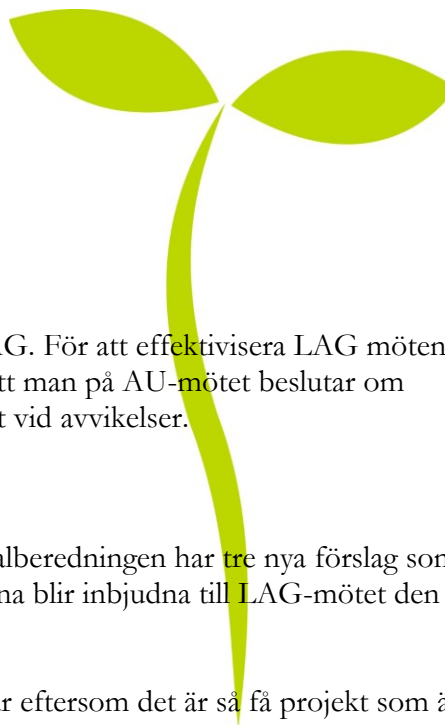 AG. För att effektivisera LAG möten
tt man på AU-mötet beslutar om
t vid avvikelser.
alberedningen har tre nya förslag som
na blir inbjudna till LAG-mötet den
r eftersom det är så få projekt som ä